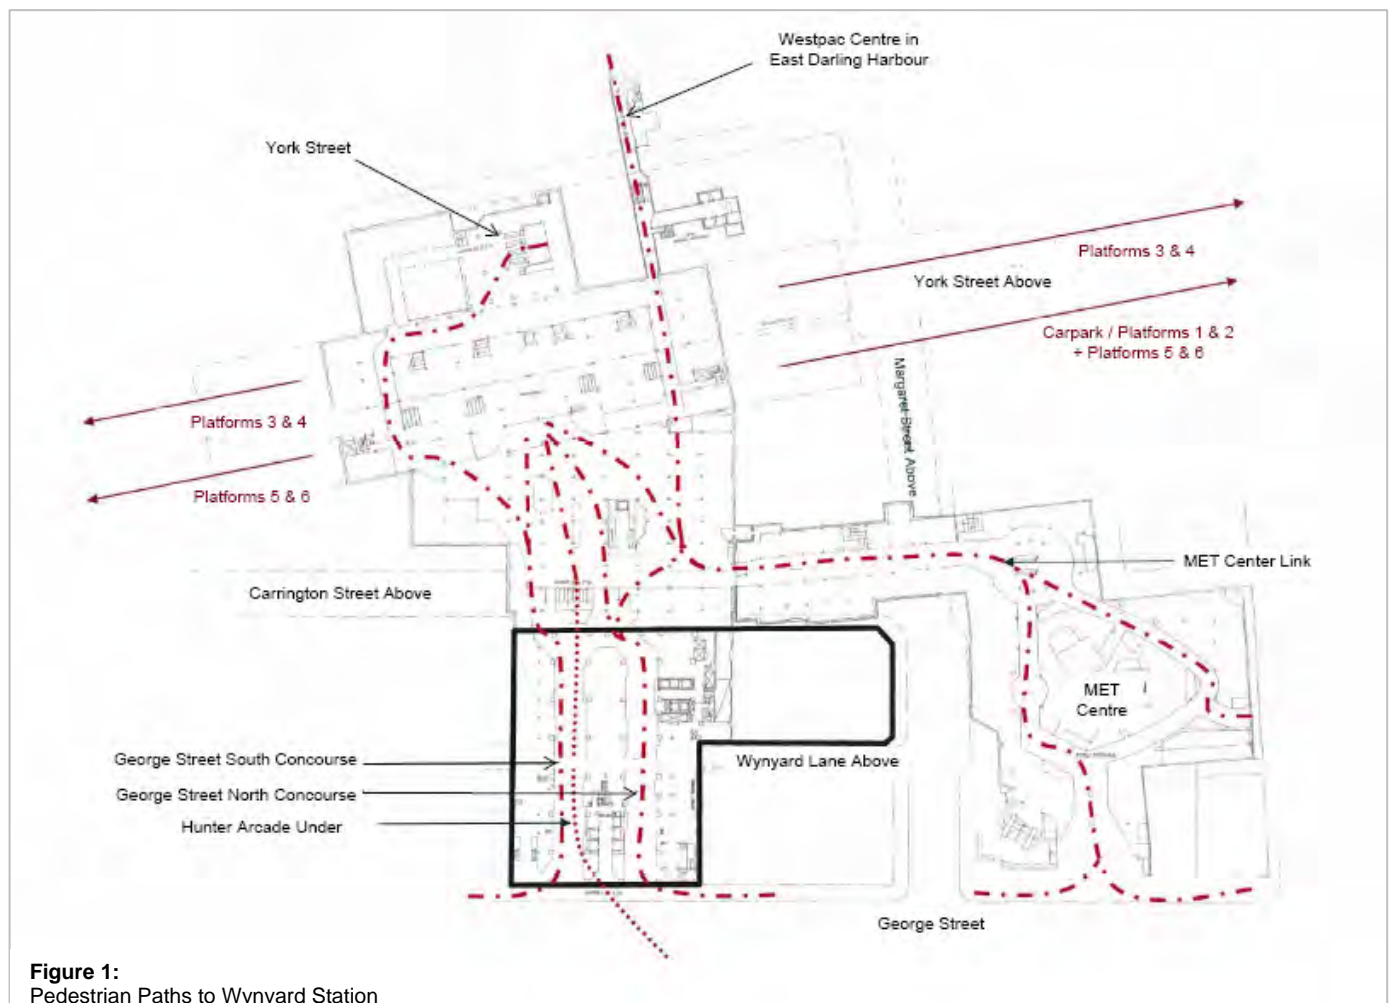 Westpac Centre in
East Darling Harbour
York Street
Platforms 3 & 4
York Street Above
Carpark / Platforms 1 & 2
+ Platforms 5 & 6
Margaret Street Above
Platforms 3 & 4
Platforms 5 & 6
MET Center Link
Carrington Street Above
MET
Centre
George Street South Concourse
Wynyard Lane Above
George Street North Concourse
Hunter Arcade Under
George Street
Figure 1:
Pedestrian Paths to Wynyard Station